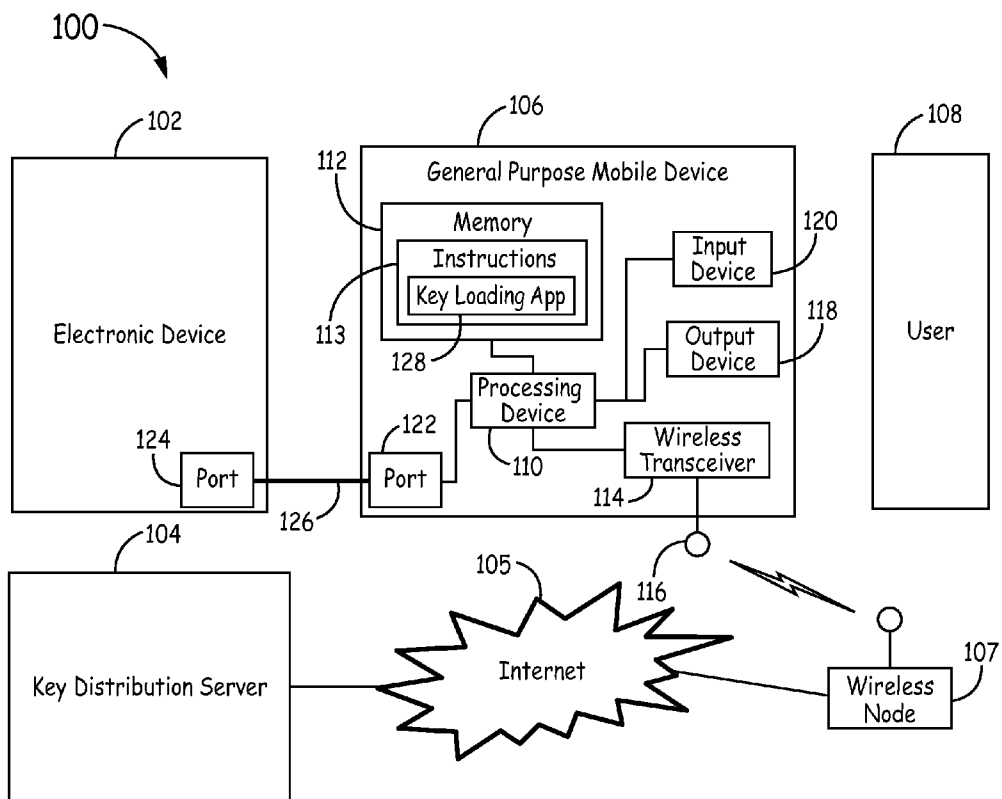 100
102
106
108
General Purpose Mobile Device
112
Memory
Instructions
Key Loading App
113
128
Input
Device
120
Output
Device
118
Electronic Device
User
Processing
Device
110
122
Port
124
Port
126
Wireless
Transceiver
114
116
104
Key Distribution Server
105
Internet
107
Wireless
Node